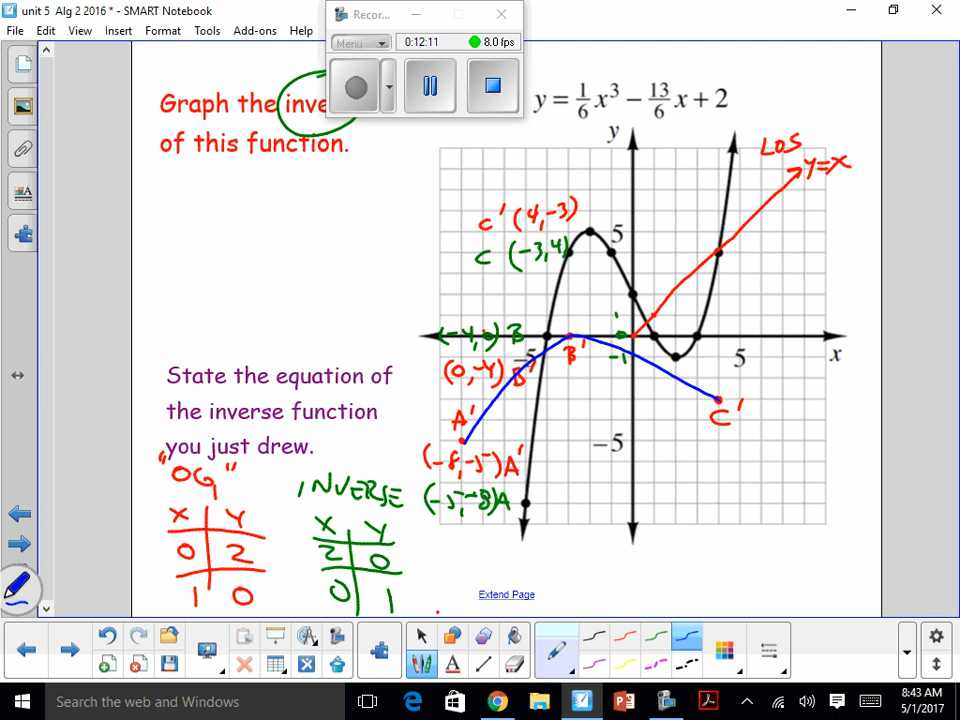 unit 5 Alg 2 2016 * - SMART Notebook
File Edit View Insert Format Tools Add-ons Help
Recor...
Menu
0:12:11
8.0 fps
Graph the inve
of this function.
y = 1/6 x³ − 13/6 x + 2
y
LOS
y=x
C' (4,-3)
C (-3,4)
5
(-4,0) B
1
-1
B'
-5
5
x
(0,-4) B'
State the equation of
the inverse function
you just drew.
A'
C'
-5
(-8,-5) A'
(-5,-8) A
"OG"
INVERSE
X Y
0 2
1 0
X Y
2 0
0 1
Extend Page
Search the web and Windows
8:43 AM
5/1/2017